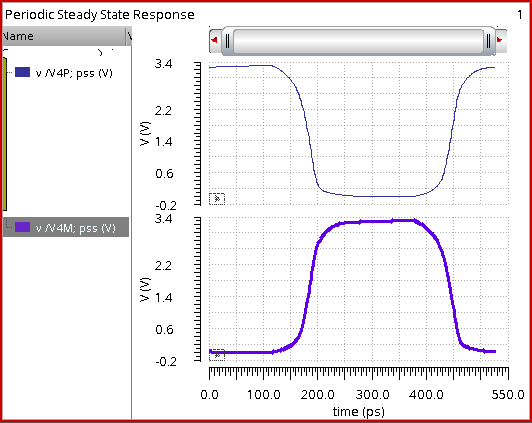 Periodic Steady State Response 1
Name V
v /V4P; pss (V)
v /V4M; pss (V)
3.4
2.2
1.4
0.6
-0.2
V (V)
3.4
2.2
1.4
0.6
-0.2
V (V)
0.0 100.0 200.0 300.0 400.0 550.0
time (ps)